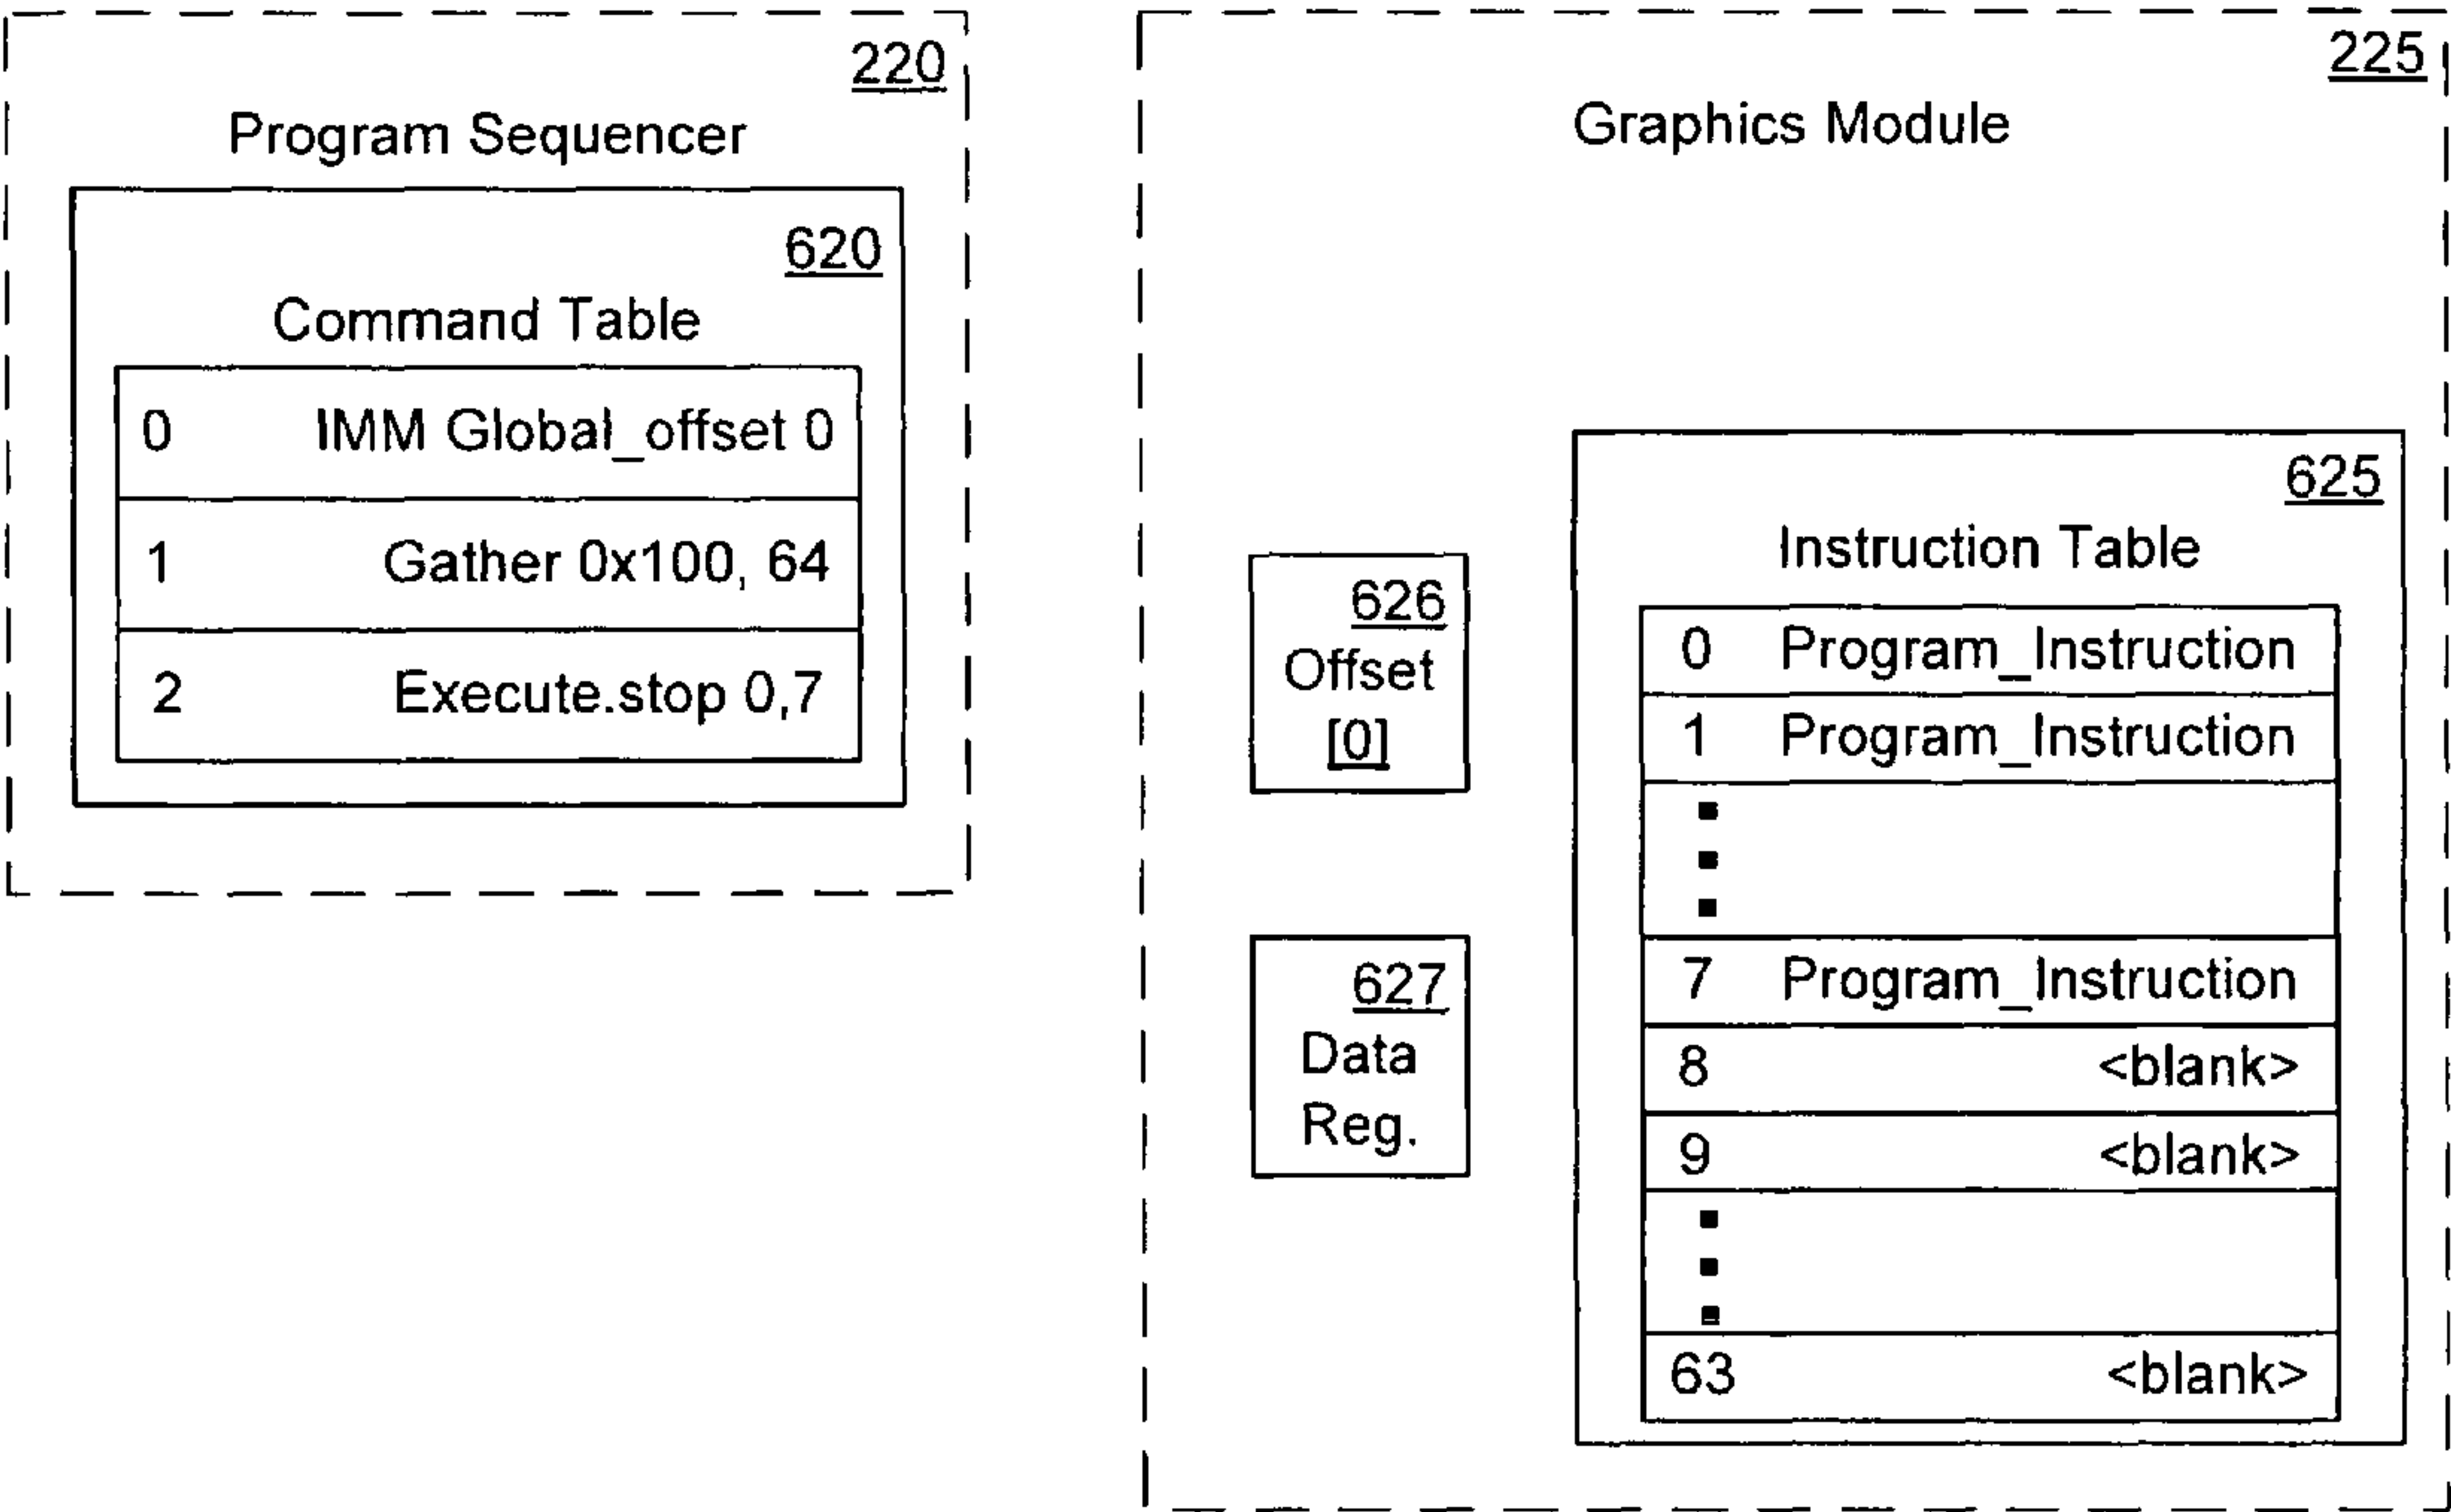 220
Program Sequencer
620
Command Table
0 IMM Global_offset 0
1 Gather 0x100, 64
2 Execute.stop 0,7
225
Graphics Module
626
Offset
[0]
627
Data
Reg.
625
Instruction Table
0 Program_Instruction
1 Program_Instruction
7 Program_Instruction
8 <blank>
9 <blank>
63 <blank>